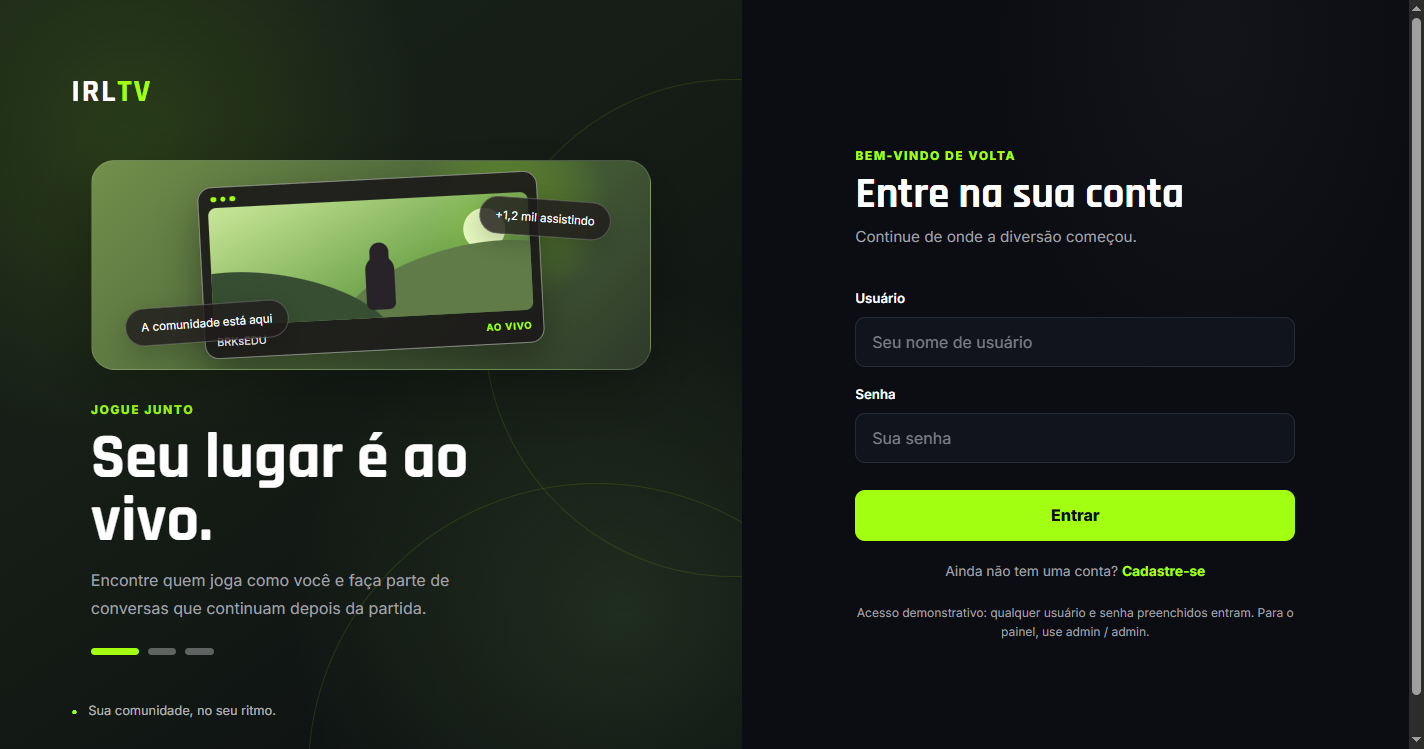 IRLTV
+1,2 mil assistindo
A comunidade está aqui
AO VIVO
BRKsEDU
JOGUE JUNTO
Seu lugar é ao
vivo.
Encontre quem joga como você e faça parte de
conversas que continuam depois da partida.
Sua comunidade, no seu ritmo.
BEM-VINDO DE VOLTA
Entre na sua conta
Continue de onde a diversão começou.
Usuário
Seu nome de usuário
Senha
Sua senha
Entrar
Ainda não tem uma conta? Cadastre-se
Acesso demonstrativo: qualquer usuário e senha preenchidos entram. Para o
painel, use admin / admin.